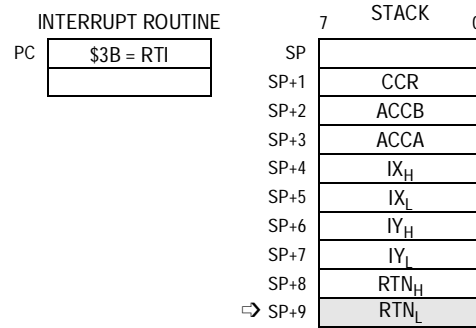 INTERRUPT ROUTINE
PC $3B = RTI
STACK
7 0
SP
SP+1 CCR
SP+2 ACCB
SP+3 ACCA
SP+4 IXH
SP+5 IXL
SP+6 IYH
SP+7 IYL
SP+8 RTNH
➩ SP+9 RTNL